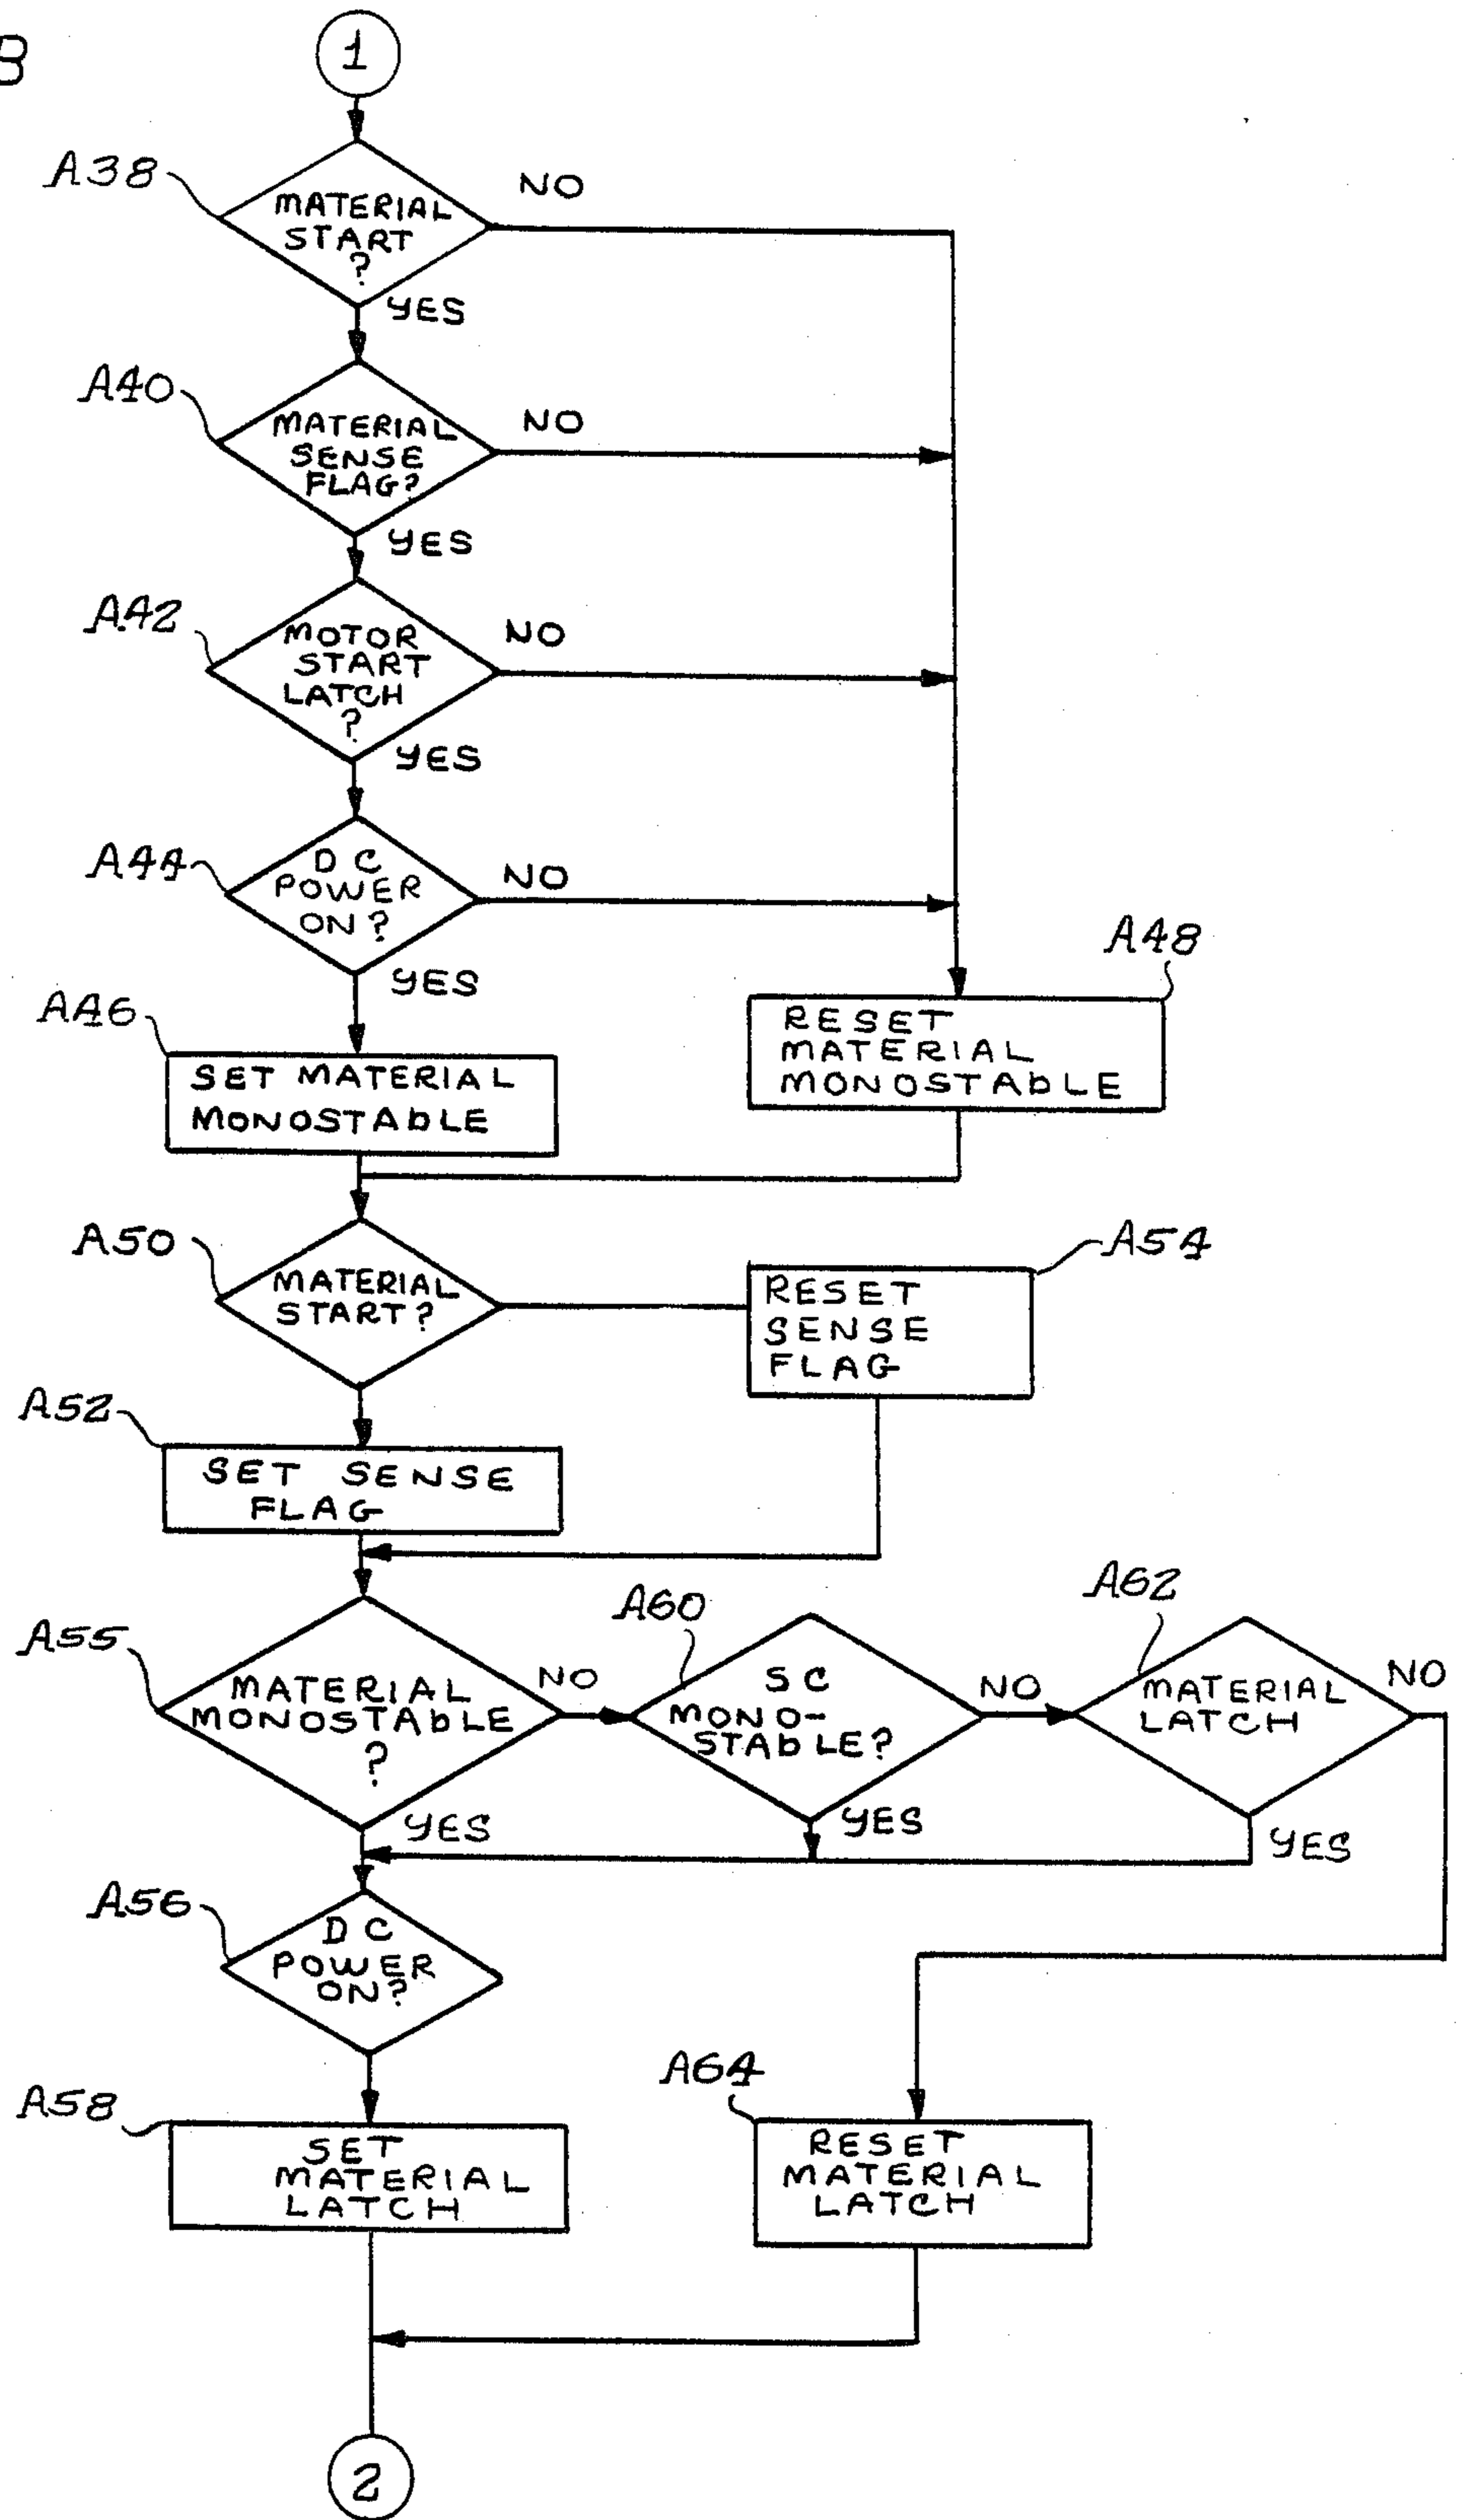 B
1
A38
MATERIAL
START
?
NO
YES
A40
MATERIAL
SENSE
FLAG?
NO
YES
A42
MOTOR
START
LATCH
?
NO
YES
A44
DC
POWER
ON?
NO
YES
A46
SET MATERIAL
MONOSTAbLE
A48
RESET
MATERIAL
MONOSTAbLE
A50
MATERIAL
START?
A54
RESET
SENSE
FLAG
A52
SET SENSE
FLAG
A55
MATERIAL
MONOSTAbLE
?
NO
YES
A60
SC
MONO-
STAbLE?
NO
YES
A62
MATERIAL
LATCH
NO
YES
A56
DC
POWER
ON?
A58
SET
MATERIAL
LATCH
A64
RESET
MATERIAL
LATCH
2